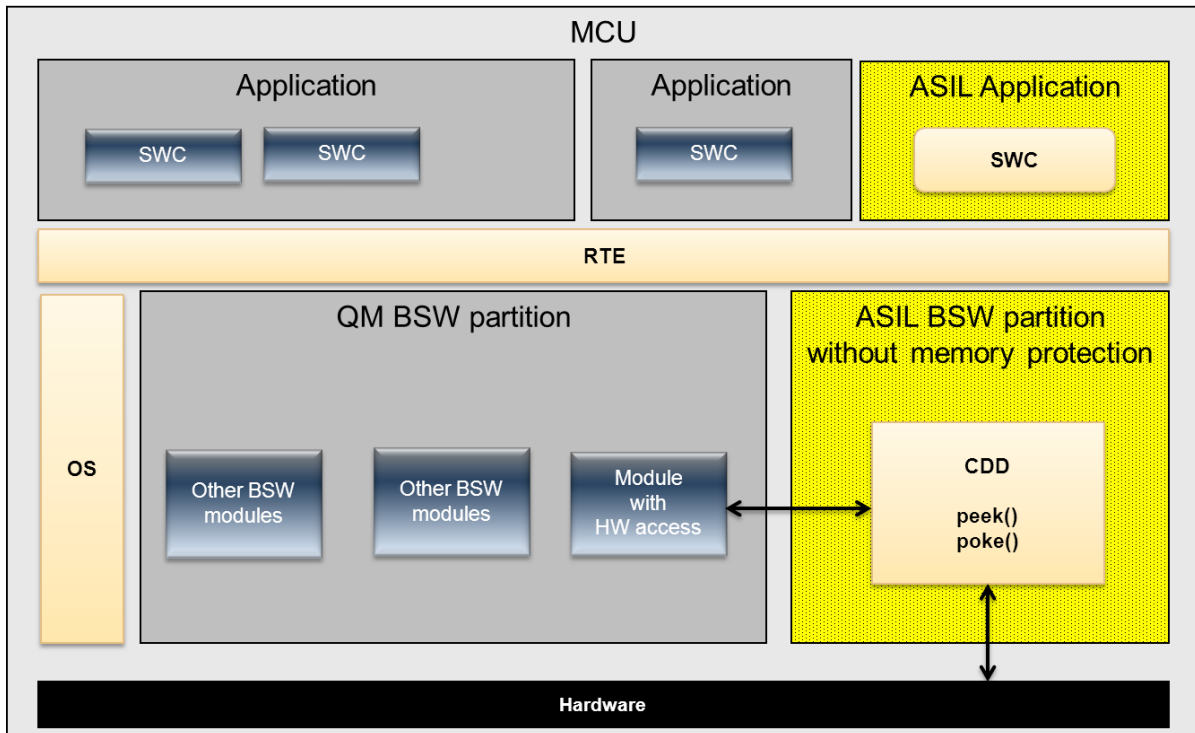 MCU
Application
SWC
SWC
Application
SWC
ASIL Application
SWC
RTE
OS
QM BSW partition
Other BSW
modules
Other BSW
modules
Module
with
HW access
ASIL BSW partition
without memory protection
CDD
peek()
poke()
Hardware